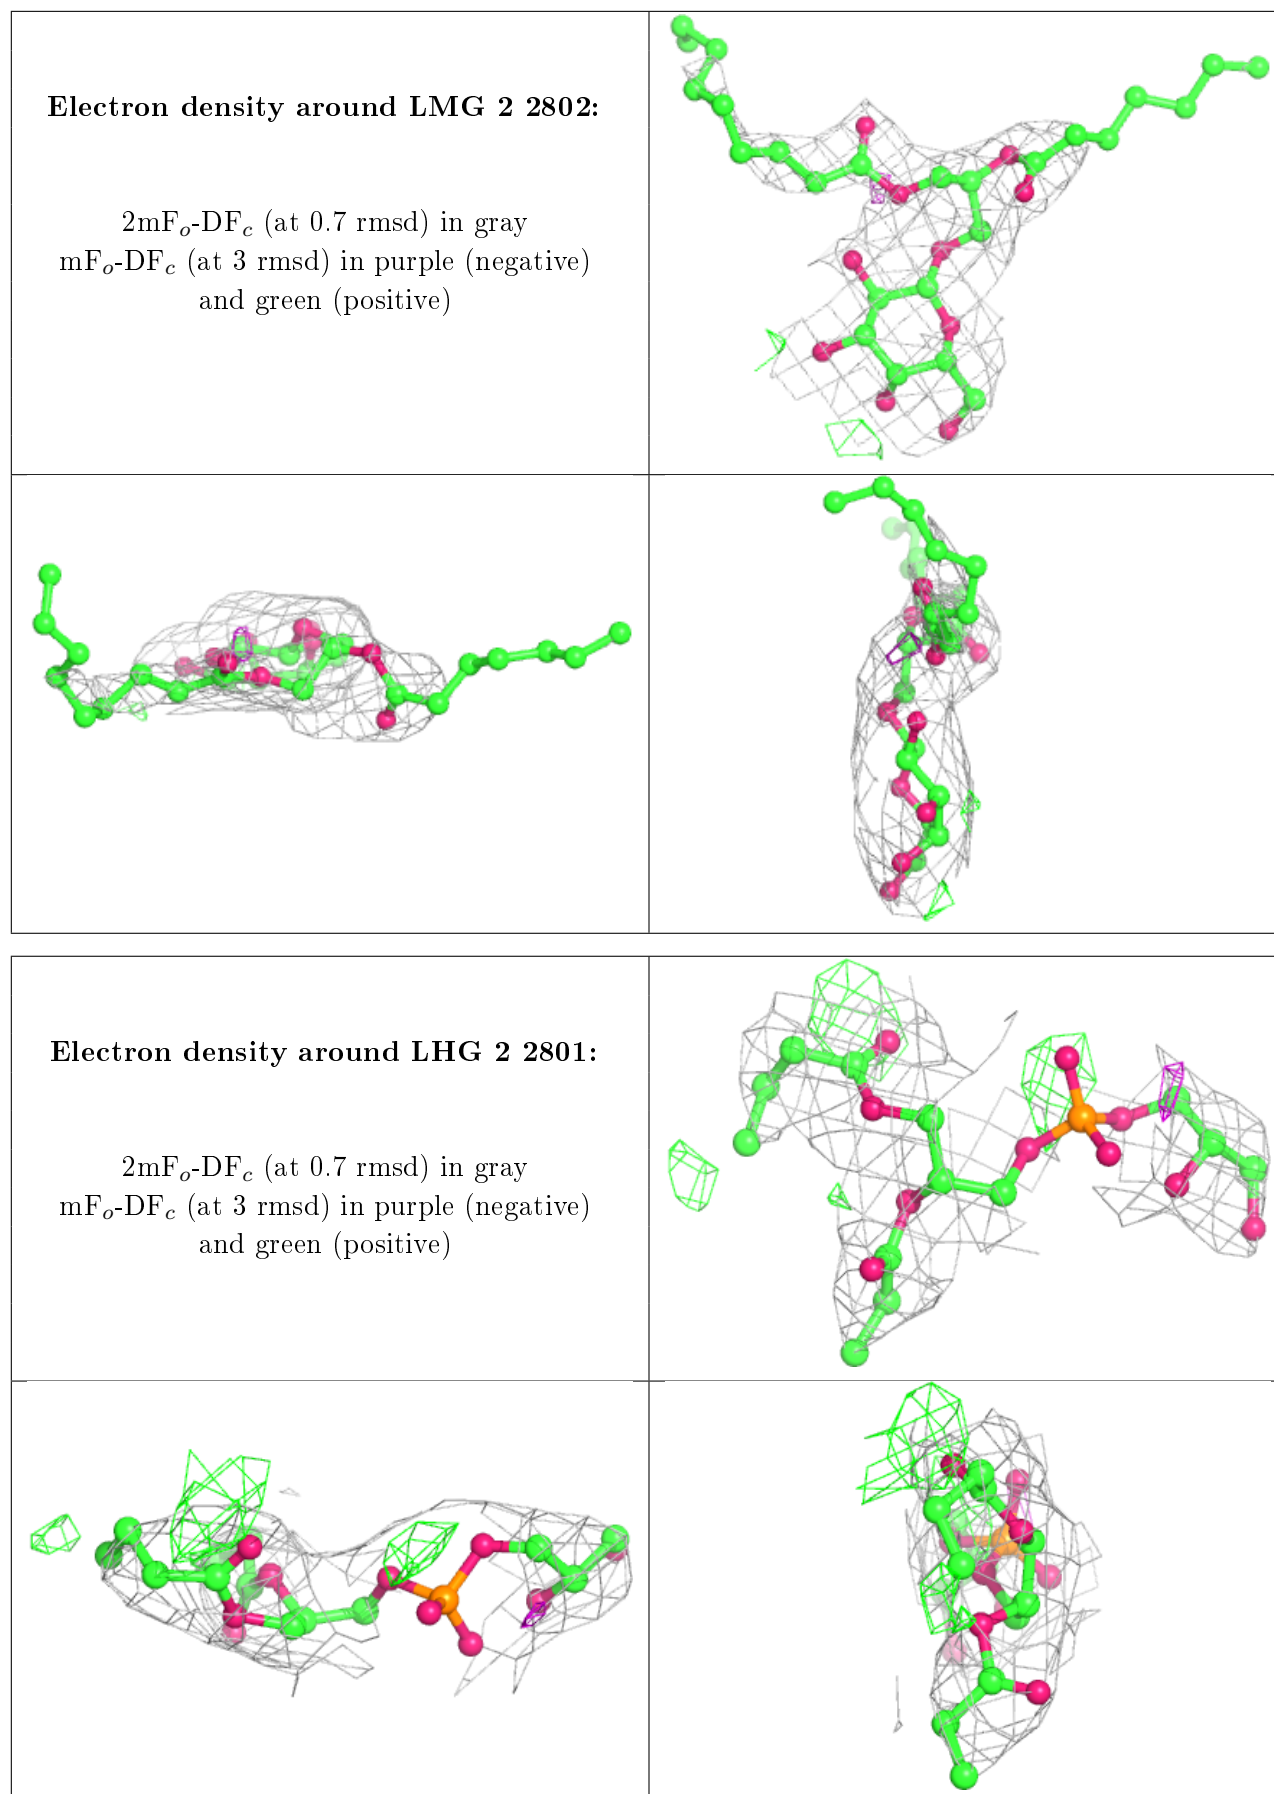 Electron density around LMG 2 2802:
2mFₒ-DF𝒸 (at 0.7 rmsd) in gray
mFₒ-DF𝒸 (at 3 rmsd) in purple (negative)
and green (positive)
Electron density around LHG 2 2801:
2mFₒ-DF𝒸 (at 0.7 rmsd) in gray
mFₒ-DF𝒸 (at 3 rmsd) in purple (negative)
and green (positive)